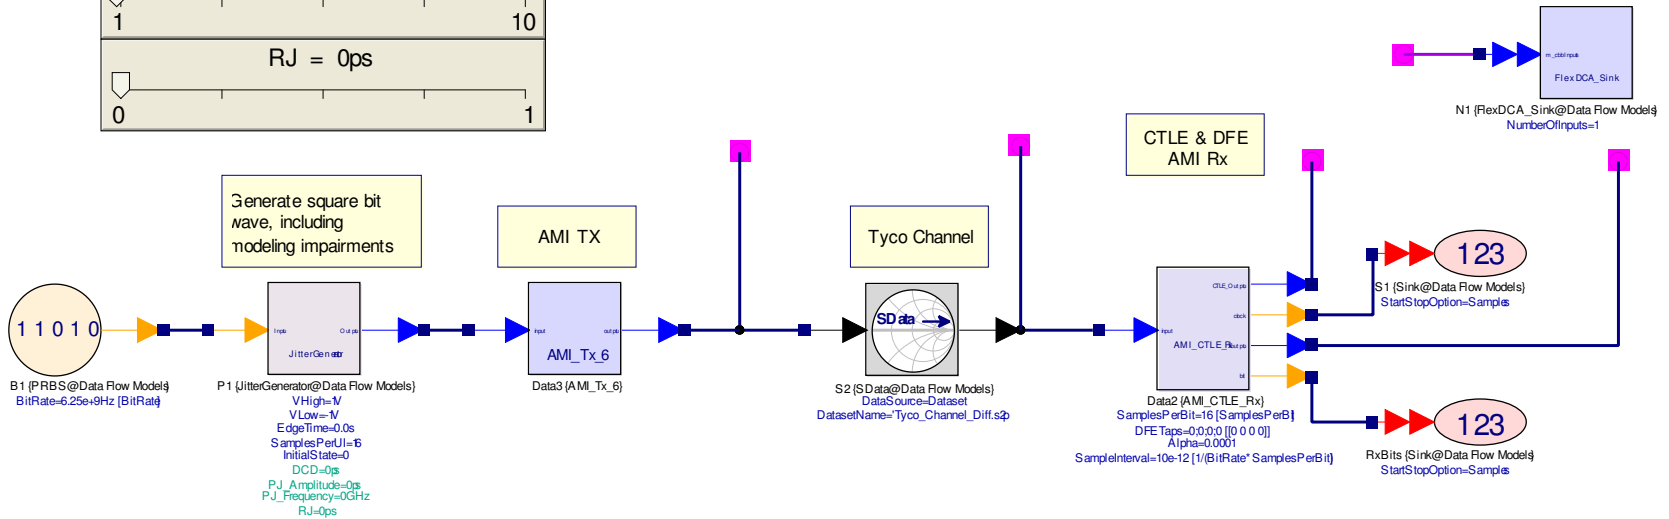 1 10
RJ = 0ps
0 1
m_cbbInputs
FlexDCA_Sink
N1 {FlexDCA_Sink@Data Flow Models}
NumberOfInputs=1
CTLE & DFE
AMI Rx
Generate square bit
wave, including
modeling impairments
AMI TX
Tyco Channel
1 1 0 1 0
B1 {PRBS@Data Flow Models}
BitRate=6.25e+9Hz [BitRate]
Input
Output
JitterGenerator
P1 {JitterGenerator@Data Flow Models}
VHigh=1V
VLow=-1V
EdgeTime=0.0s
SamplesPerUI=16
InitialState=0
DCD=0ps
PJ_Amplitude=0ps
PJ_Frequency=0GHz
RJ=0ps
input
output
AMI_Tx_6
Data3 {AMI_Tx_6}
SData
S2 {SData@Data Flow Models}
DataSource=Dataset
DatasetName='Tyco_Channel_Diff.s2p
CTLE_Output
clock
input
AMI_CTLE_Rx
output
bit
Data2 {AMI_CTLE_Rx}
SamplesPerBit=16 [SamplesPerBit]
DFETaps=0;0;0;0 [[0 0 0 0]]
Alpha=0.0001
SampleInterval=10e-12 [1/(BitRate* SamplesPerBit)]
123
S1 {Sink@Data Flow Models}
StartStopOption=Samples
123
RxBits {Sink@Data Flow Models}
StartStopOption=Samples